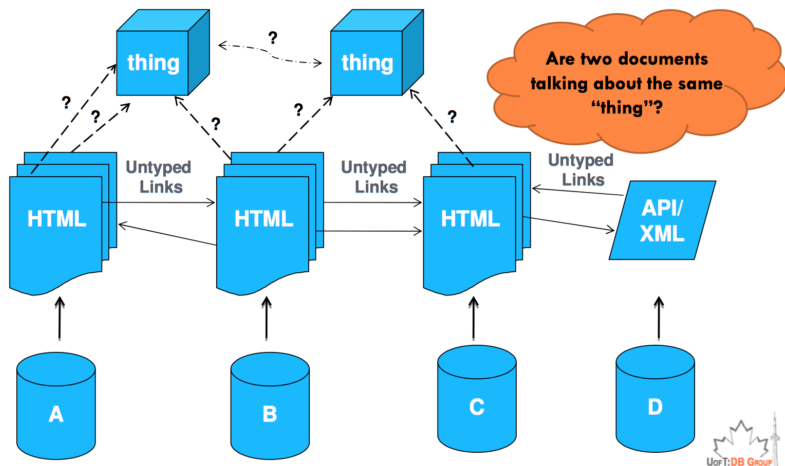 ?
thing
thing
Are two documents
talking about the same
“thing”?
?
?
?
?
?
Untyped
Links
Untyped
Links
Untyped
Links
HTML
HTML
HTML
API/
XML
A
B
C
D
UofT:DB Group